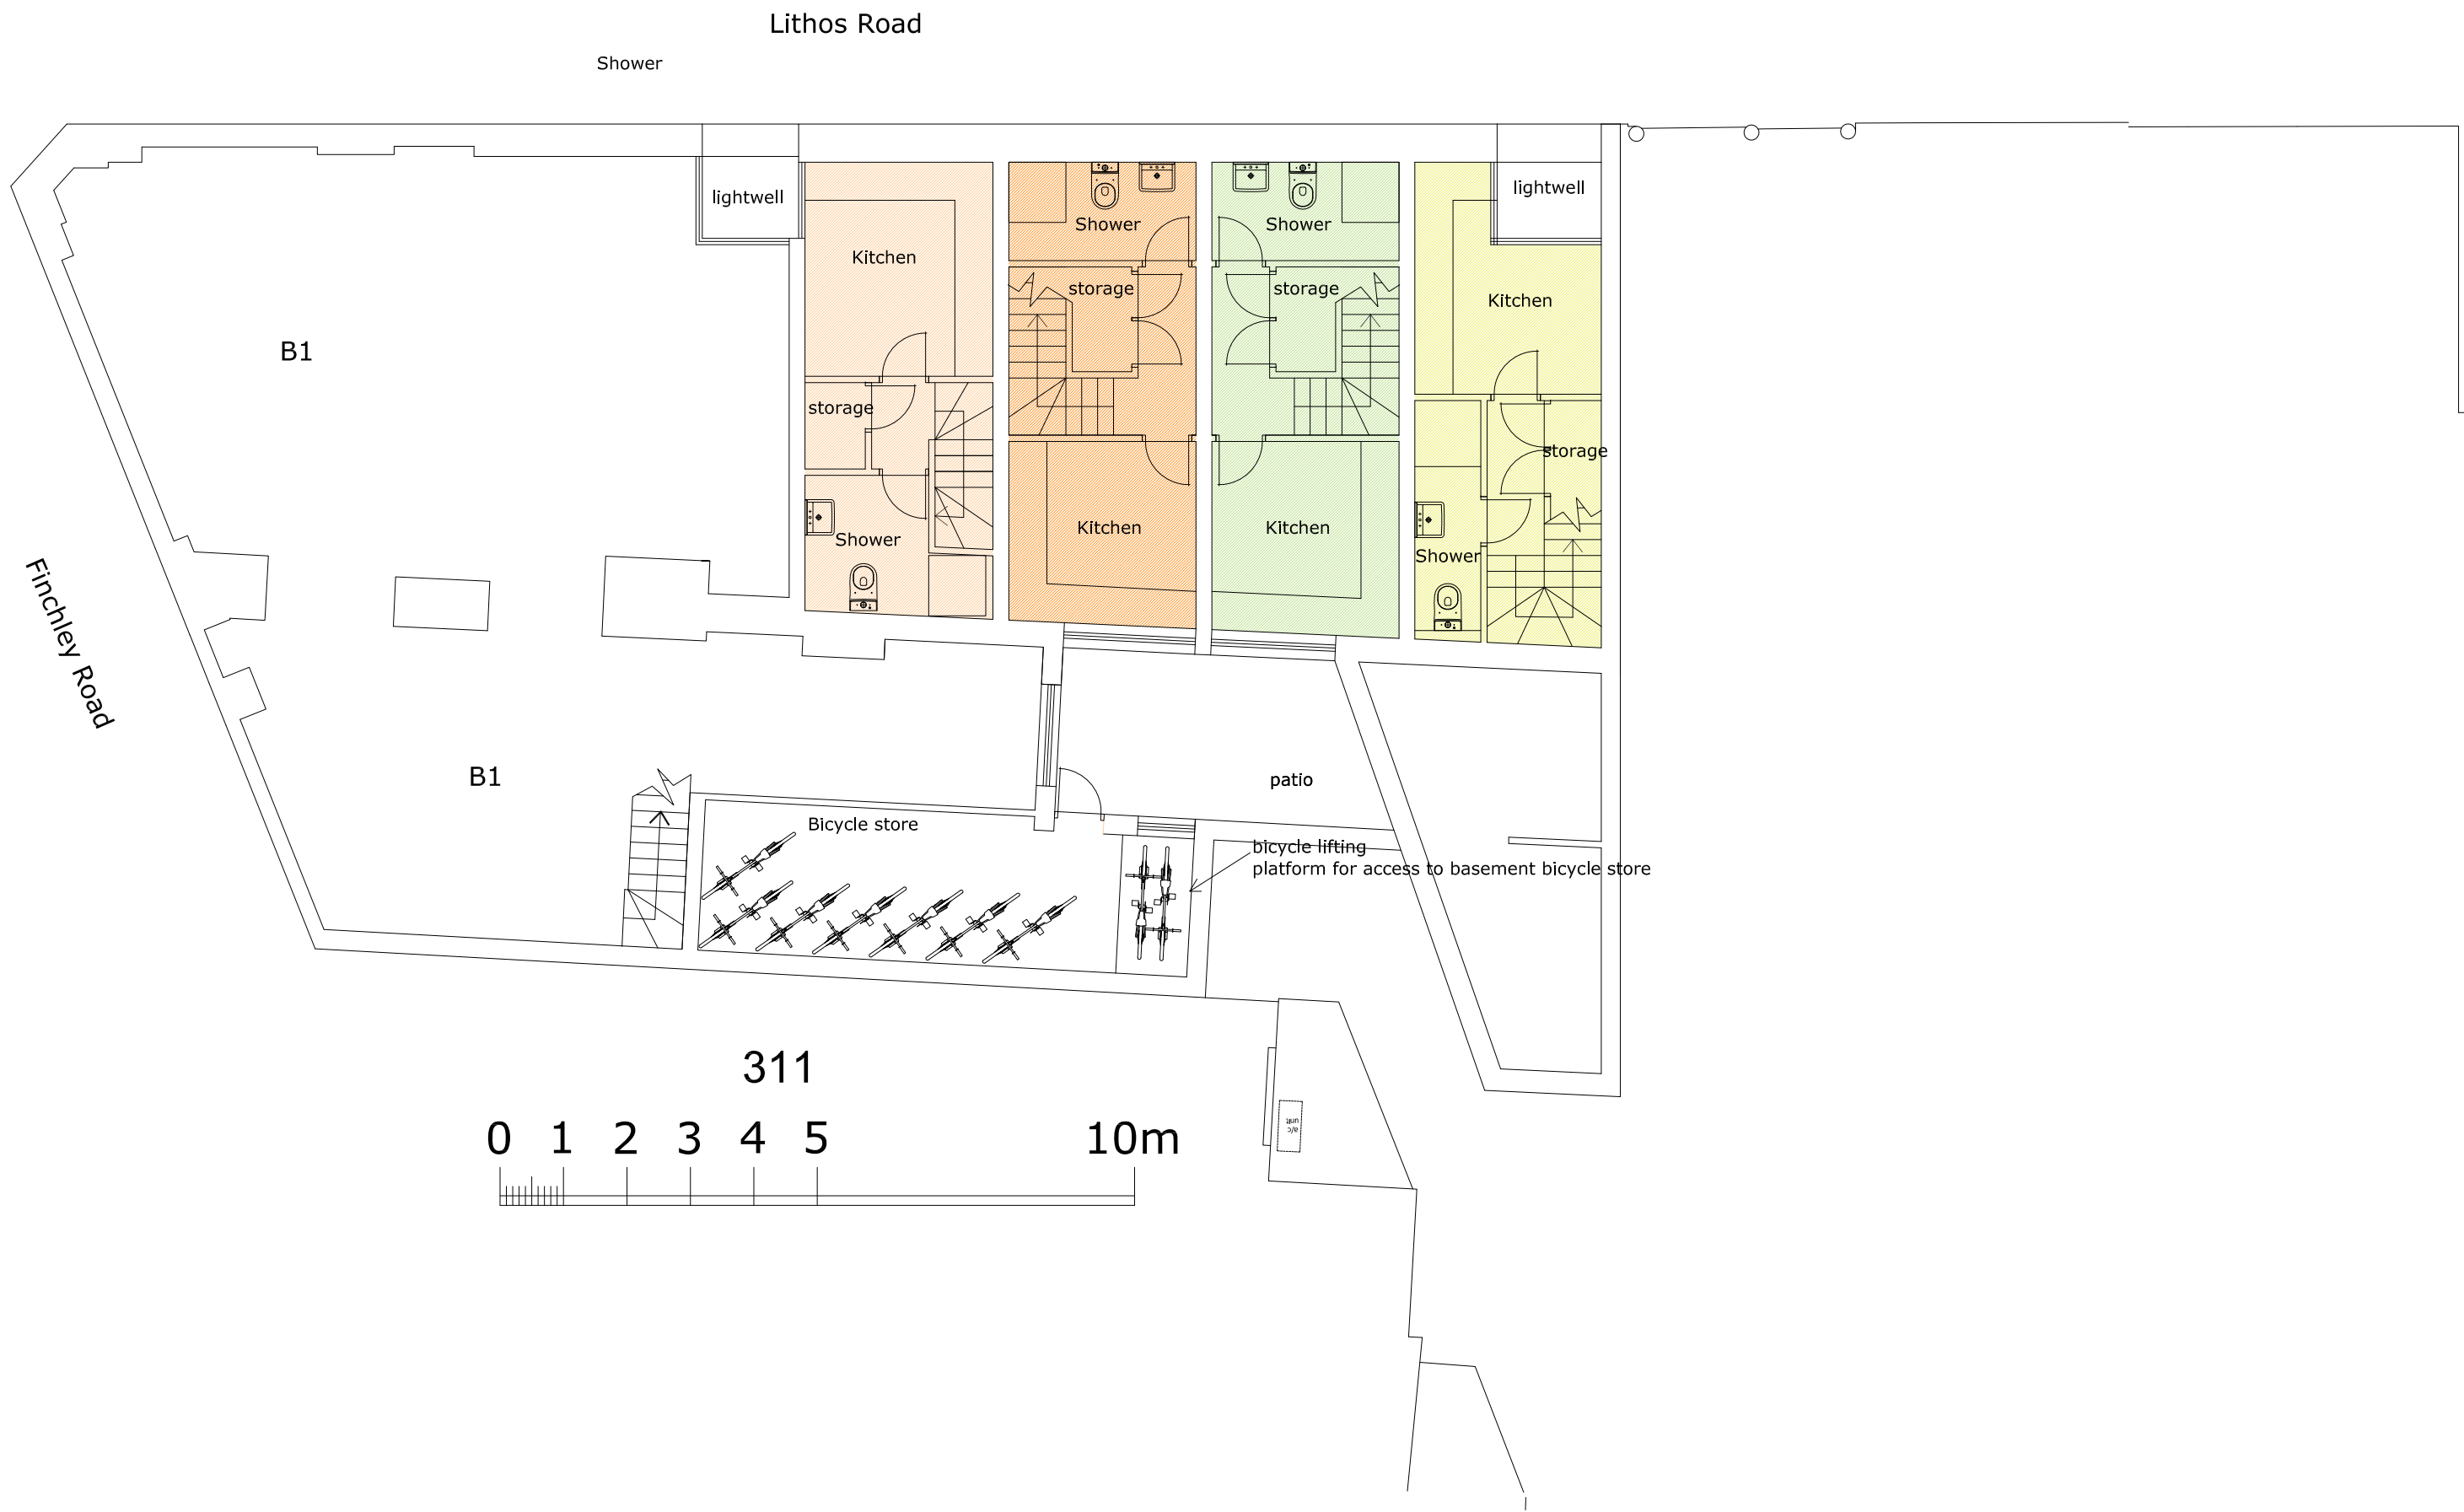 Lithos Road
Shower
lightwell
lightwell
Shower
Shower
Kitchen
storage
storage
Kitchen
B1
storage
storage
Kitchen
Kitchen
Shower
Shower
Finchley Road
B1
patio
Bicycle store
bicycle lifting
platform for access to basement bicycle store
311
a/c
unit
0 1 2 3 4 5 10m